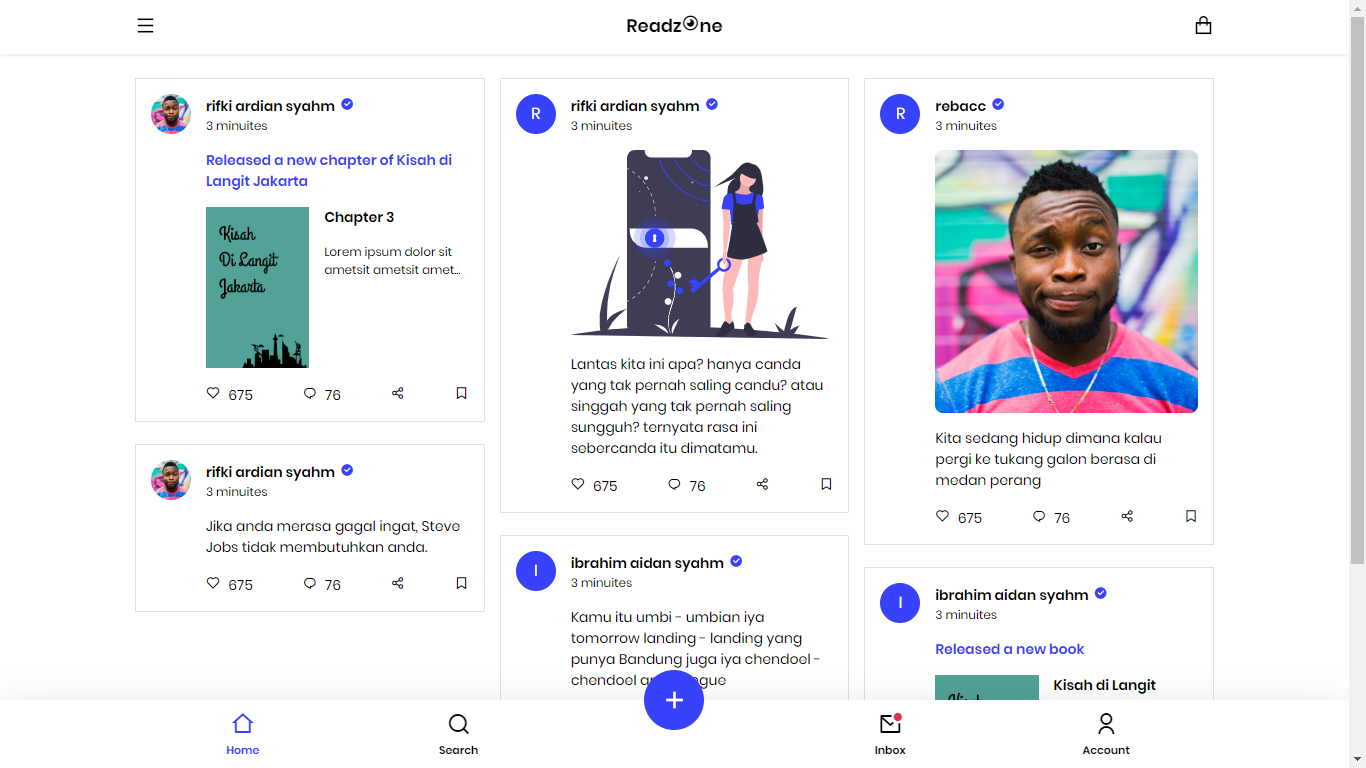 Readzne
rifki ardian syahm
3 minuites
Released a new chapter of Kisah di
Langit Jakarta
Kisah
Di Langit
Jakarta
Chapter 3
Lorem ipsum dolor sit
ametsit ametsit amet...
675 76
rifki ardian syahm
3 minuites
Jika anda merasa gagal ingat, Steve
Jobs tidak membutuhkan anda.
675 76
R
rifki ardian syahm
3 minuites
Lantas kita ini apa? hanya canda
yang tak pernah saling candu? atau
singgah yang tak pernah saling
sungguh? ternyata rasa ini
sebercanda itu dimatamu.
675 76
I
ibrahim aidan syahm
3 minuites
Kamu itu umbi - umbian iya
tomorrow landing - landing yang
punya Bandung juga iya chendoel -
chendoel
R
rebacc
3 minuites
Kita sedang hidup dimana kalau
pergi ke tukang galon berasa di
medan perang
675 76
I
ibrahim aidan syahm
3 minuites
Released a new book
Kisah di Langit
+
Home
Search
Inbox
Account